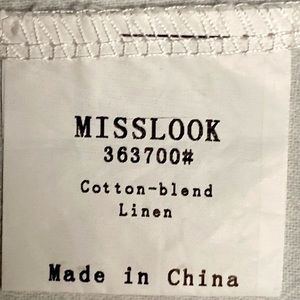 MISSLOOK
363700#
Cotton-blend
Linen
Made in China